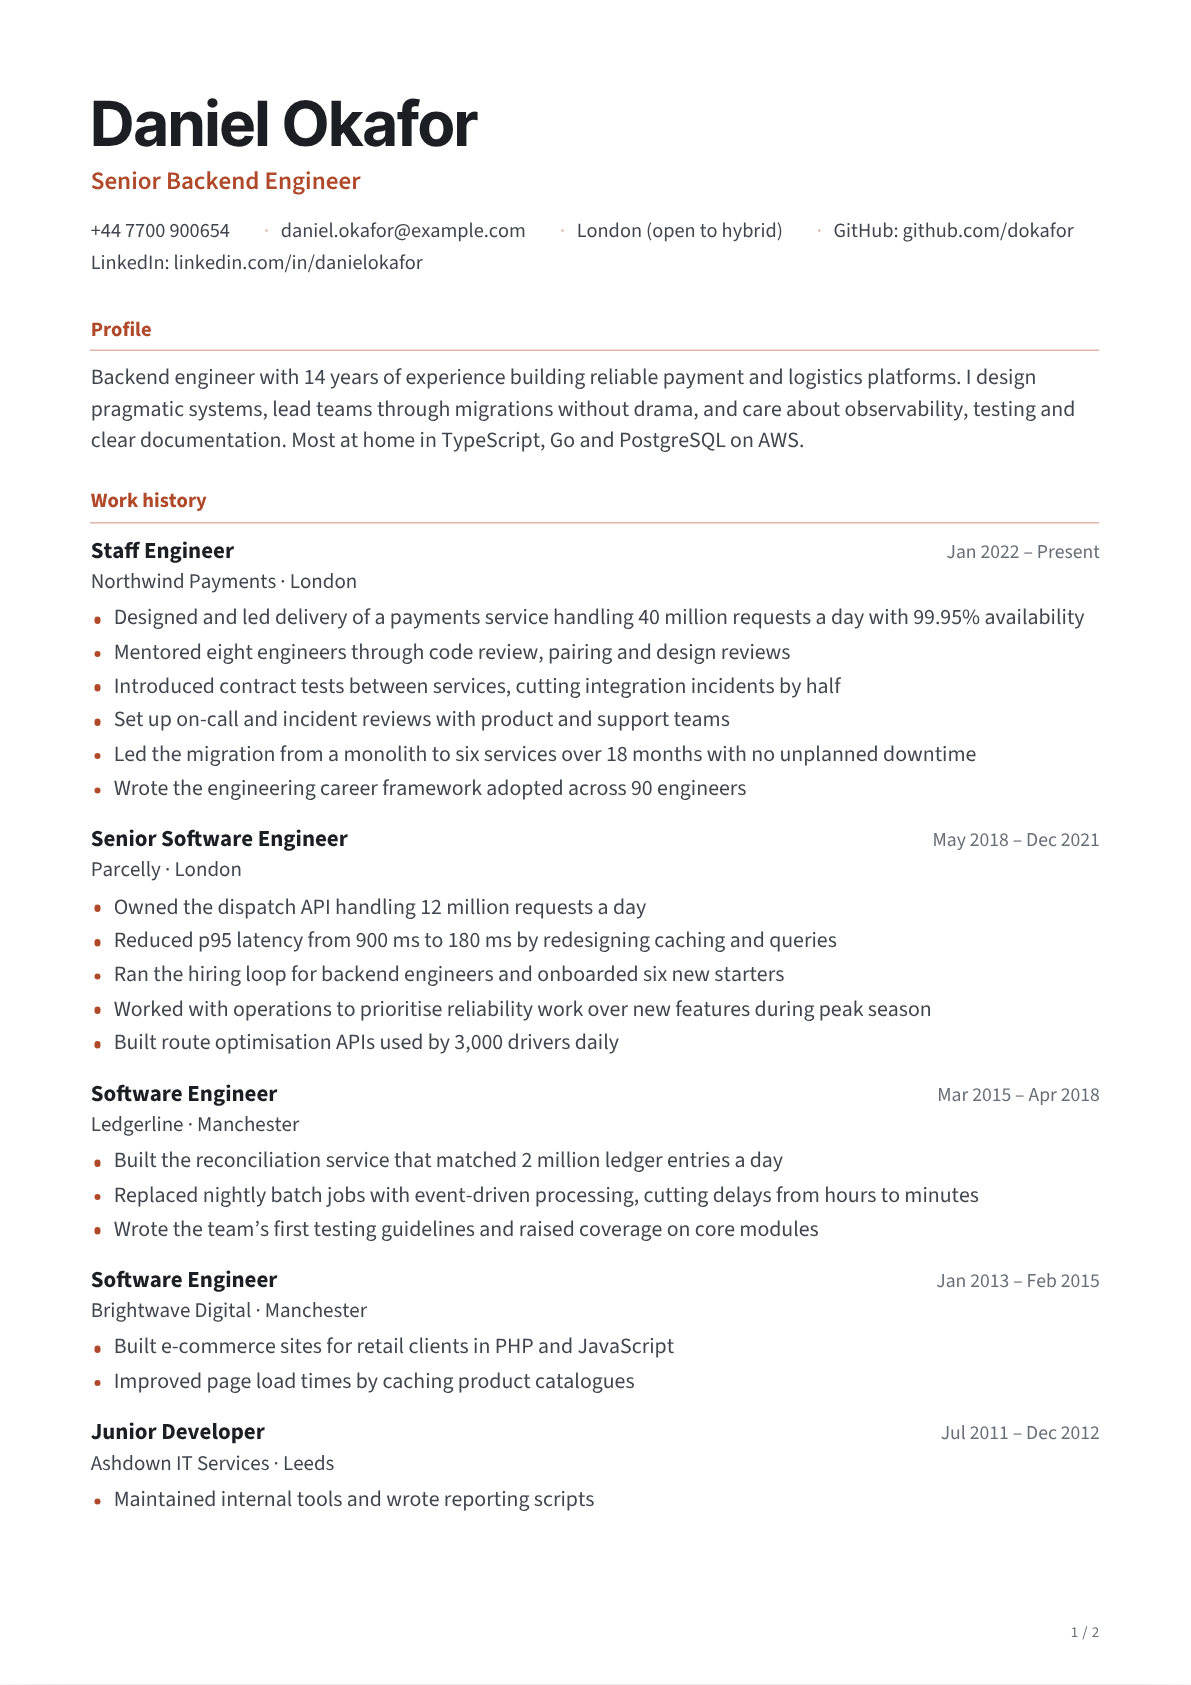 Daniel Okafor
Senior Backend Engineer
+44 7700 900654 · daniel.okafor@example.com · London (open to hybrid) · GitHub: github.com/dokafor
LinkedIn: linkedin.com/in/danielokafor
Profile
Backend engineer with 14 years of experience building reliable payment and logistics platforms. I design
pragmatic systems, lead teams through migrations without drama, and care about observability, testing and
clear documentation. Most at home in TypeScript, Go and PostgreSQL on AWS.
Work history
Staff Engineer Jan 2022 – Present
Northwind Payments · London
• Designed and led delivery of a payments service handling 40 million requests a day with 99.95% availability
• Mentored eight engineers through code review, pairing and design reviews
• Introduced contract tests between services, cutting integration incidents by half
• Set up on-call and incident reviews with product and support teams
• Led the migration from a monolith to six services over 18 months with no unplanned downtime
• Wrote the engineering career framework adopted across 90 engineers
Senior Software Engineer May 2018 – Dec 2021
Parcelly · London
• Owned the dispatch API handling 12 million requests a day
• Reduced p95 latency from 900 ms to 180 ms by redesigning caching and queries
• Ran the hiring loop for backend engineers and onboarded six new starters
• Worked with operations to prioritise reliability work over new features during peak season
• Built route optimisation APIs used by 3,000 drivers daily
Software Engineer Mar 2015 – Apr 2018
Ledgerline · Manchester
• Built the reconciliation service that matched 2 million ledger entries a day
• Replaced nightly batch jobs with event-driven processing, cutting delays from hours to minutes
• Wrote the team’s first testing guidelines and raised coverage on core modules
Software Engineer Jan 2013 – Feb 2015
Brightwave Digital · Manchester
• Built e-commerce sites for retail clients in PHP and JavaScript
• Improved page load times by caching product catalogues
Junior Developer Jul 2011 – Dec 2012
Ashdown IT Services · Leeds
• Maintained internal tools and wrote reporting scripts
1 / 2